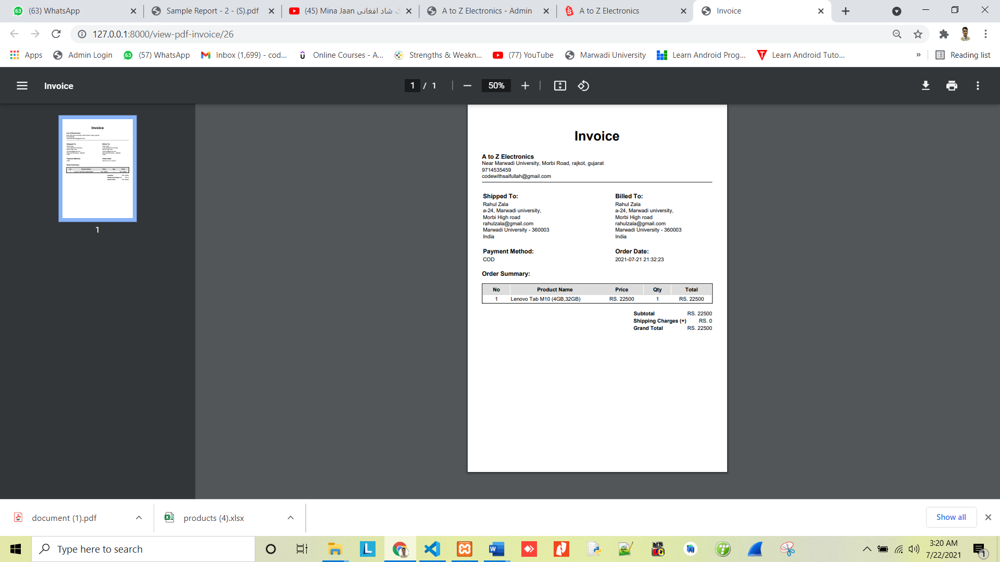 (63) WhatsApp
Sample Report - 2 - (S).pdf
(45) Mina Jaan شاد افغانی
A to Z Electronics - Admin
A to Z Electronics
Invoice
127.0.0.1:8000/view-pdf-invoice/26
Apps
Admin Login
(57) WhatsApp
Inbox (1,699) - cod...
Online Courses - A...
Strengths & Weakn...
(77) YouTube
Marwadi University
Learn Android Prog...
Learn Android Tuto...
»
Reading list
Invoice
1 / 1
50%
1
Invoice
A to Z Electronics
Near Marwadi University, Morbi Road, rajkot, gujarat
9714535459
codewithsaifullah@gmail.com
Shipped To:
Rahul Zala
a-24, Marwadi university,
Morbi High road
rahulzala@gmail.com
Marwadi University - 360003
India
Billed To:
Rahul Zala
a-24, Marwadi university,
Morbi High road
rahulzala@gmail.com
Marwadi University - 360003
India
Payment Method:
COD
Order Date:
2021-07-21 21:32:23
Order Summary:
No Product Name Price Qty Total
1 Lenovo Tab M10 (4GB,32GB) RS. 22500 1 RS. 22500
Subtotal RS. 22500
Shipping Charges (+) RS. 0
Grand Total RS. 22500
document (1).pdf
products (4).xlsx
Show all
Type here to search
3:20 AM
7/22/2021
1